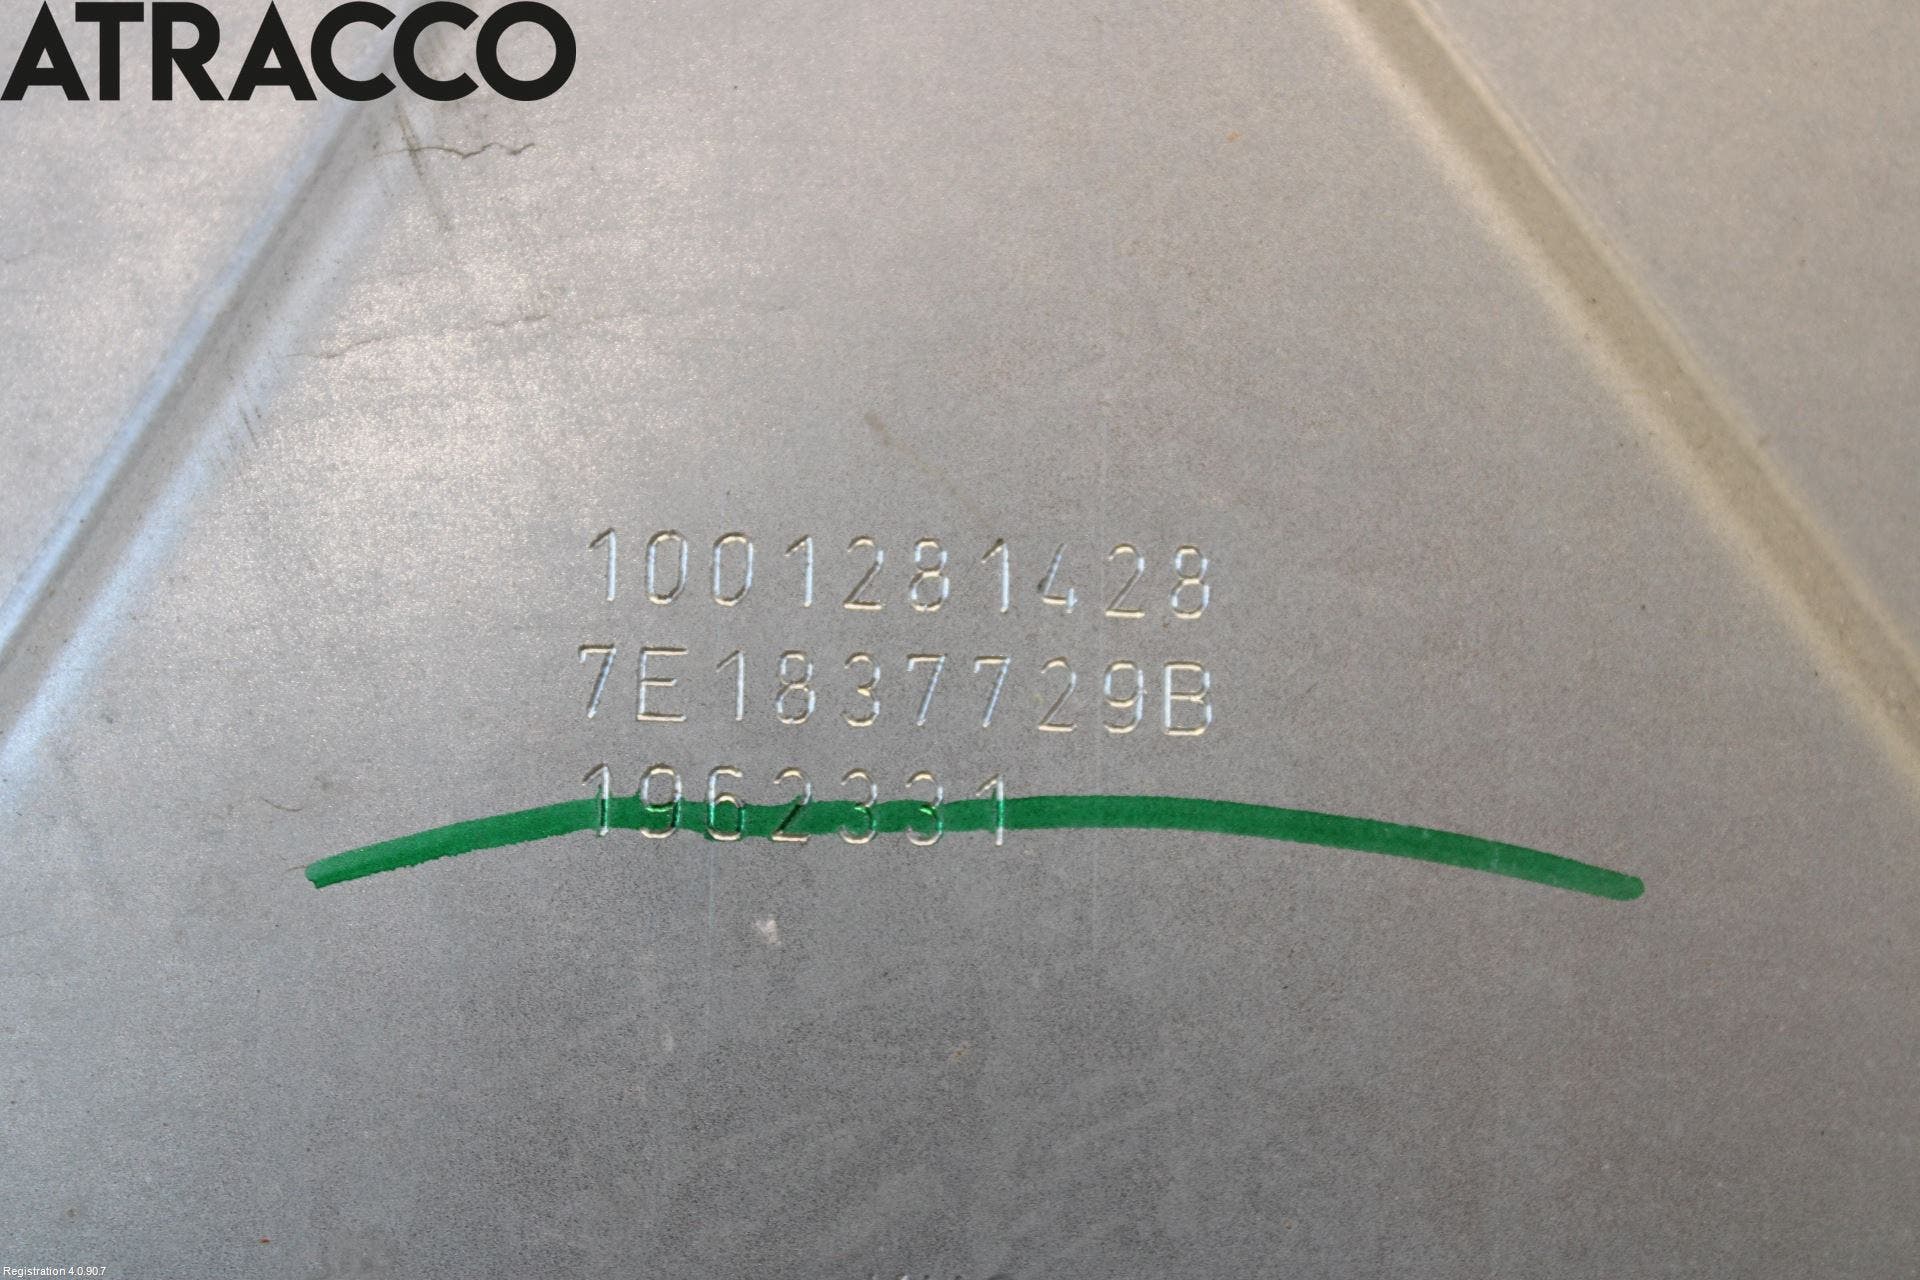 ATRACCO
1001281428
7E1837729B
1962331
Registration 4.0.90.7